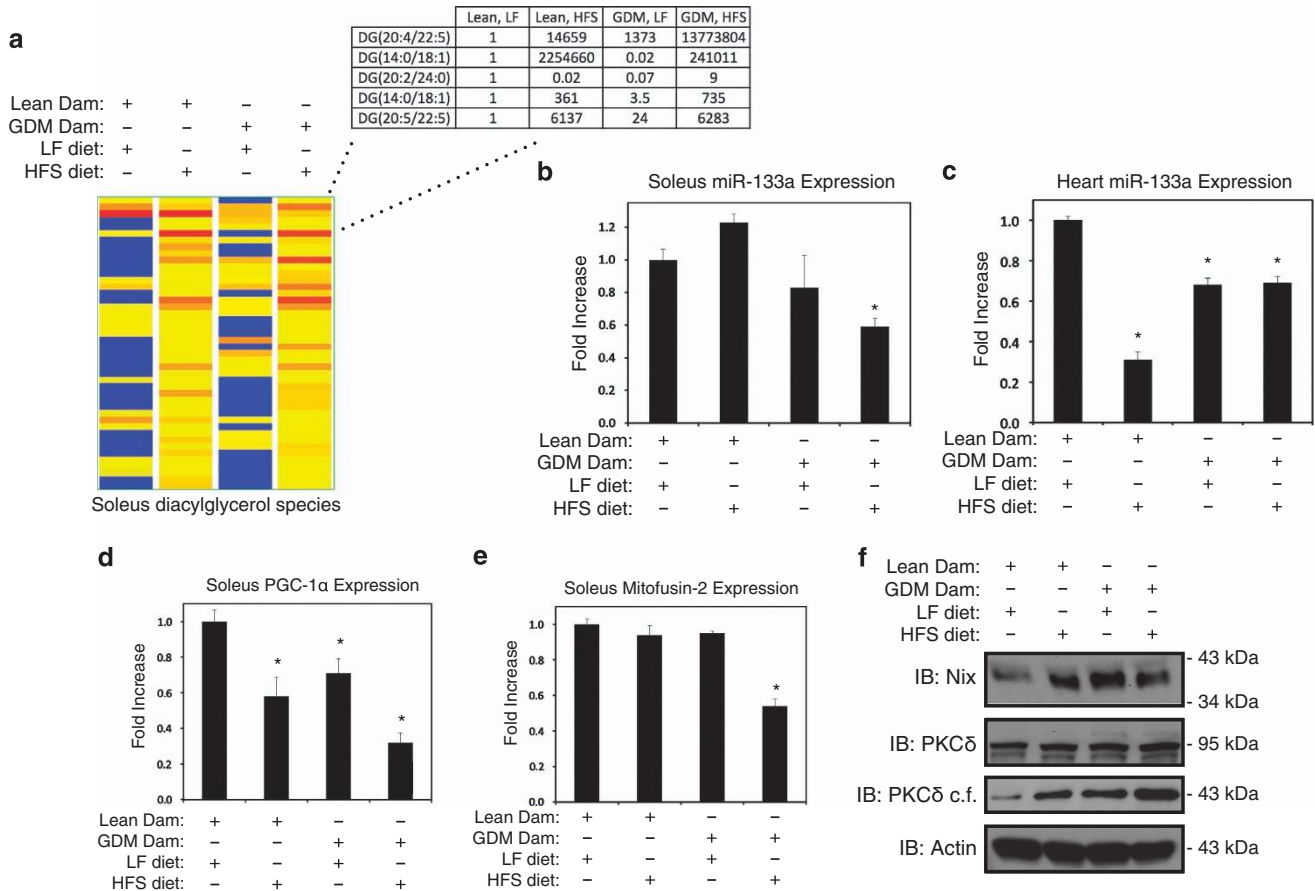 a
Lean, LF Lean, HFS GDM, LF GDM, HFS
DG(20:4/22:5) 1 14659 1373 13773804
DG(14:0/18:1) 1 2254660 0.02 241011
DG(20:2/24:0) 1 0.02 0.07 9
DG(14:0/18:1) 1 361 3.5 735
DG(20:5/22:5) 1 6137 24 6283
Lean Dam: + + – –
GDM Dam: – – + +
LF diet: + – + –
HFS diet: – + – +
Soleus diacylglycerol species
b
Soleus miR-133a Expression
Fold Increase
1.2
1.0
0.8
0.6
0.4
0.2
0.0
*
Lean Dam: + + – –
GDM Dam: – – + +
LF diet: + – + –
HFS diet: – + – +
c
Heart miR-133a Expression
Fold Increase
1.0
0.8
0.6
0.4
0.2
0.0
* * *
Lean Dam: + + – –
GDM Dam: – – + +
LF diet: + – + –
HFS diet: – + – +
d
Soleus PGC-1α Expression
Fold Increase
1.0
0.8
0.6
0.4
0.2
0.0
* * *
Lean Dam: + + – –
GDM Dam: – – + +
LF diet: + – + –
HFS diet: – + – +
e
Soleus Mitofusin-2 Expression
Fold Increase
1.0
0.8
0.6
0.4
0.2
0.0
*
Lean Dam: + + – –
GDM Dam: – – + +
LF diet: + – + –
HFS diet: – + – +
f
Lean Dam: + + – –
GDM Dam: – – + +
LF diet: + – + –
HFS diet: – + – +
IB: Nix
- 43 kDa
- 34 kDa
IB: PKCδ - 95 kDa
IB: PKCδ c.f. - 43 kDa
IB: Actin - 43 kDa